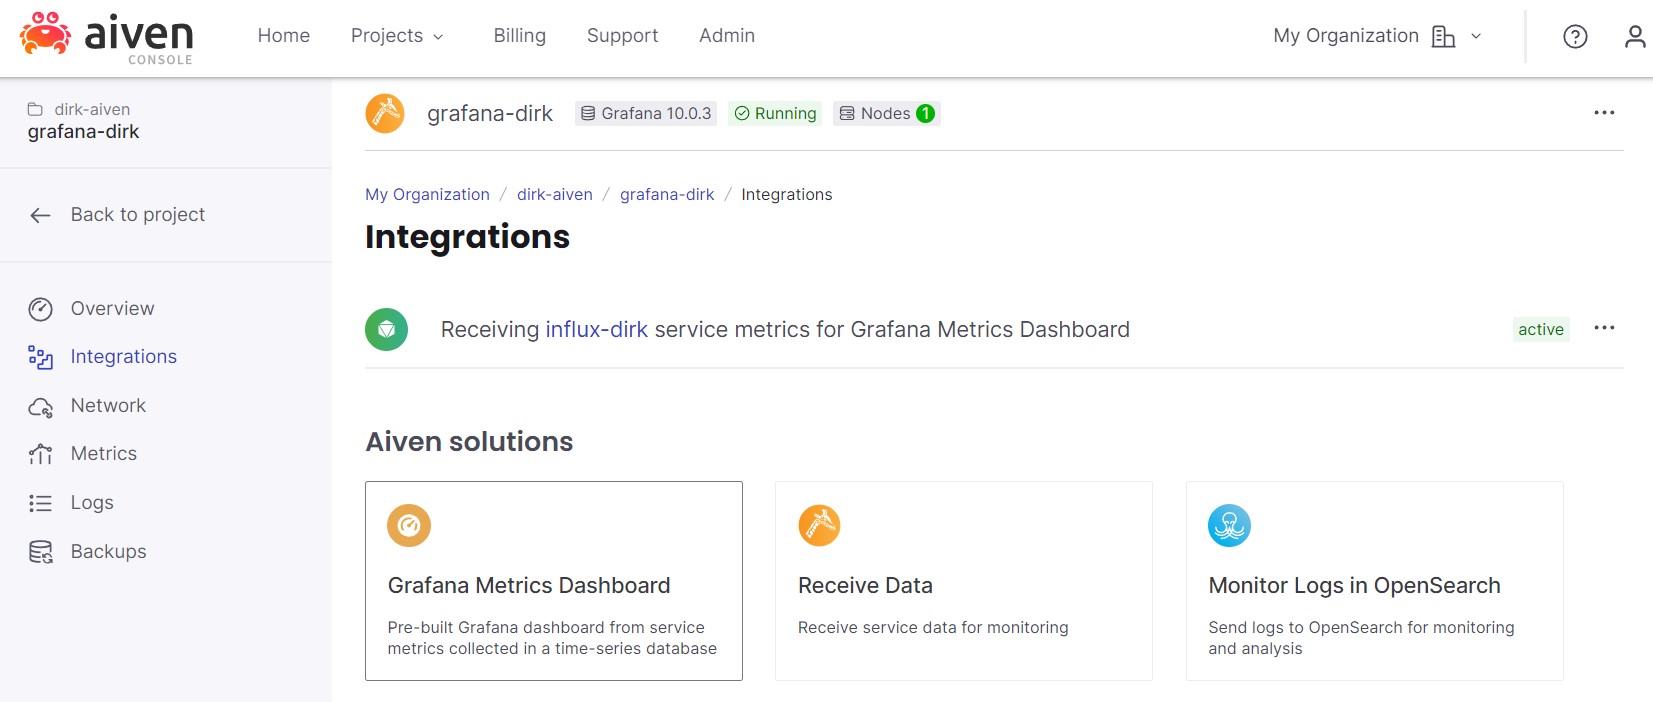 aiven
CONSOLE
Home
Projects
Billing
Support
Admin
My Organization
dirk-aiven
grafana-dirk
Back to project
Overview
Integrations
Network
Metrics
Logs
Backups
grafana-dirk
Grafana 10.0.3
Running
Nodes 1
My Organization / dirk-aiven / grafana-dirk / Integrations
Integrations
Receiving influx-dirk service metrics for Grafana Metrics Dashboard
active
Aiven solutions
Grafana Metrics Dashboard
Pre-built Grafana dashboard from service
metrics collected in a time-series database
Receive Data
Receive service data for monitoring
Monitor Logs in OpenSearch
Send logs to OpenSearch for monitoring
and analysis